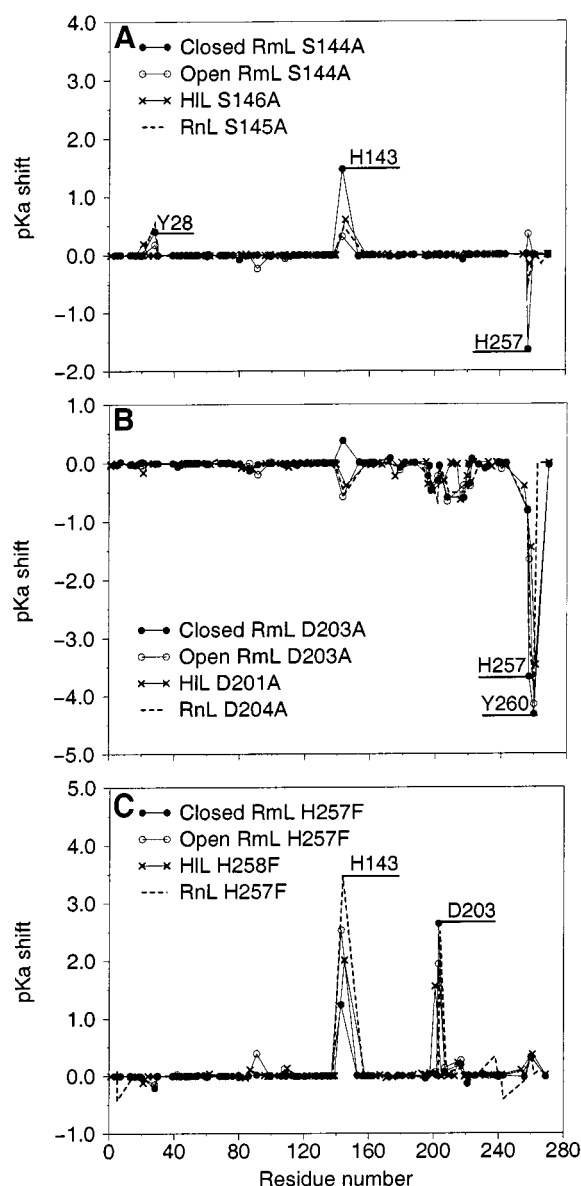 A
4.0
3.0
2.0
1.0
0.0
−1.0
−2.0
pKa shift
Closed RmL S144A
Open RmL S144A
HlL S146A
RnL S145A
Y28
H143
H257
B
1.0
0.0
−1.0
−2.0
−3.0
−4.0
−5.0
pKa shift
Closed RmL D203A
Open RmL D203A
HlL D201A
RnL D204A
H257
Y260
C
5.0
4.0
3.0
2.0
1.0
0.0
−1.0
pKa shift
Closed RmL H257F
Open RmL H257F
HlL H258F
RnL H257F
H143
D203
0 40 80 120 160 200 240 280
Residue number